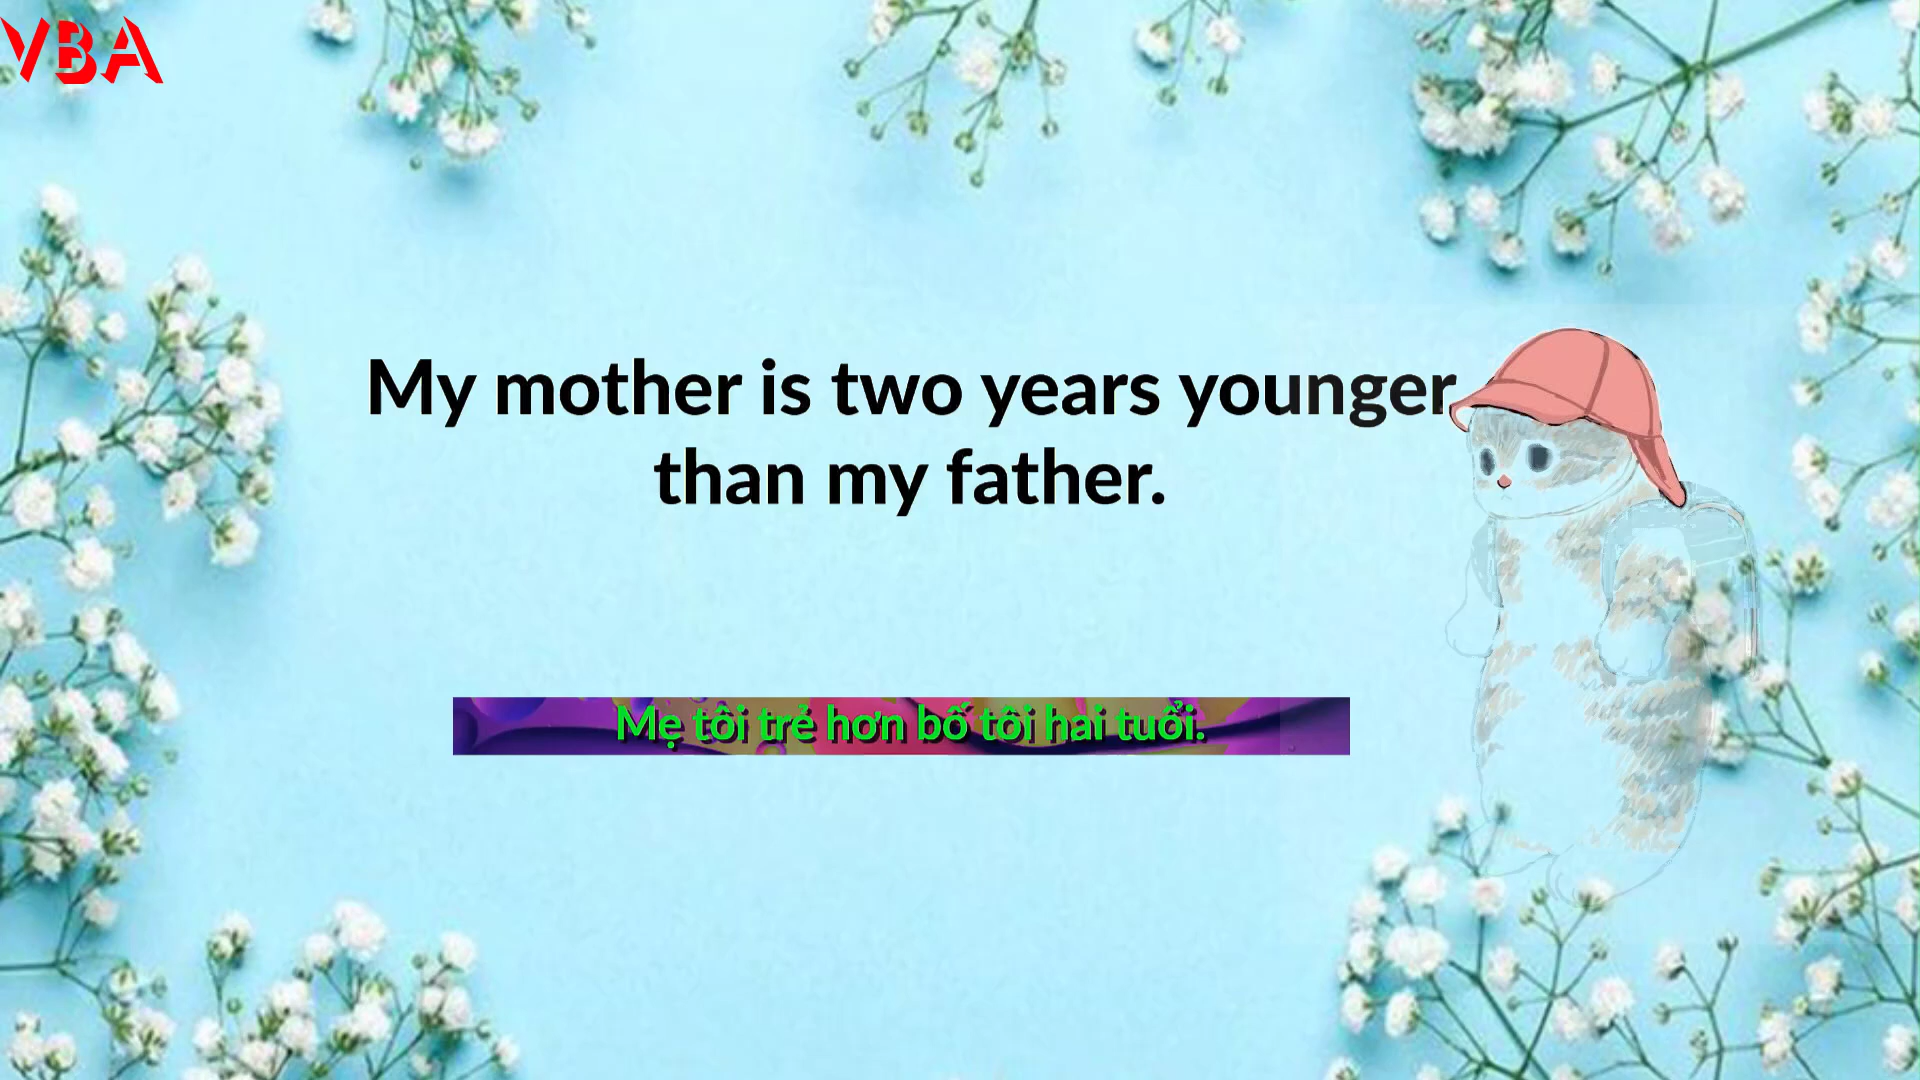 VBA
My mother is two years younger
than my father.
Mẹ tôi trẻ hơn bố tôi hai tuổi.